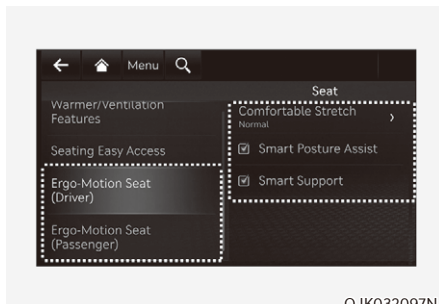 Menu
Seat
Warmer/Ventilation
Features
Seating Easy Access
Ergo-Motion Seat
(Driver)
Ergo-Motion Seat
(Passenger)
Comfortable Stretch
Normal
Smart Posture Assist
Smart Support
OJK032097N